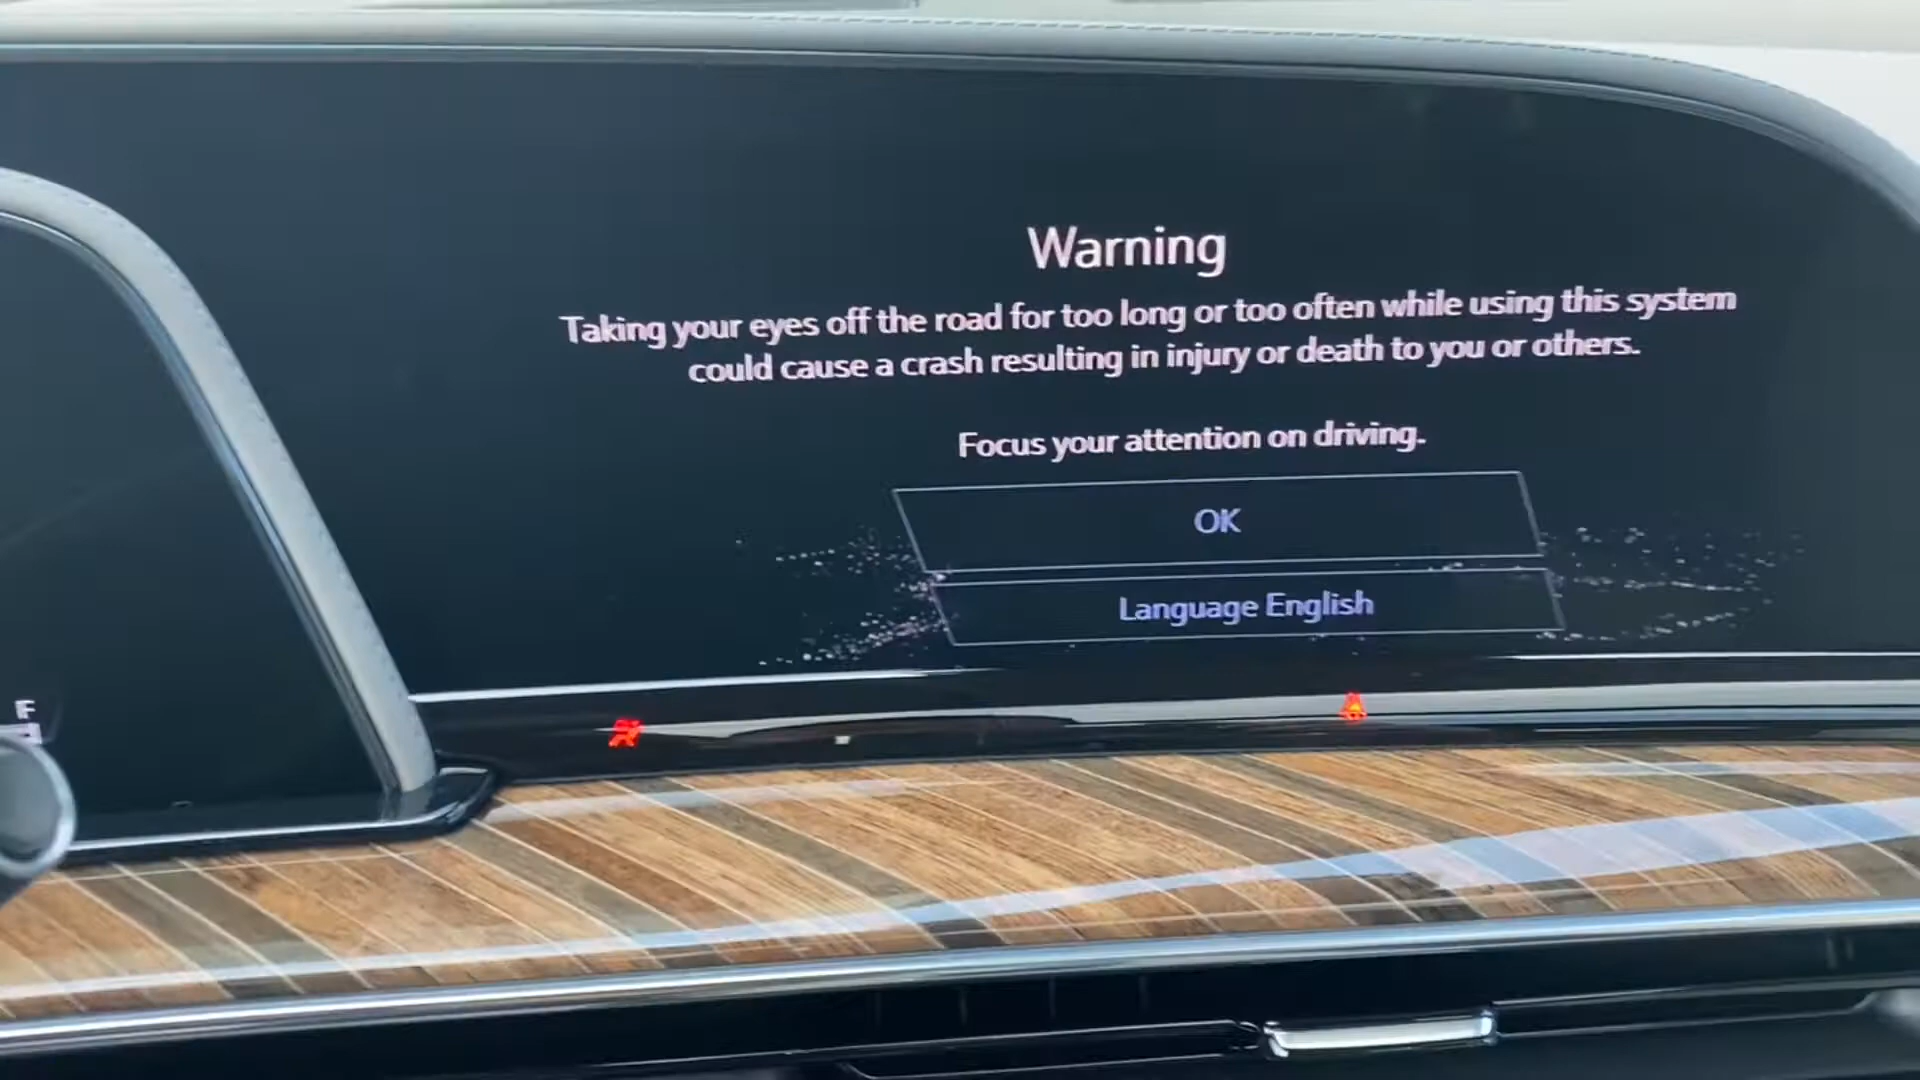 Warning
Taking your eyes off the road for too long or too often while using this system
could cause a crash resulting in injury or death to you or others.
Focus your attention on driving.
OK
Language English
F